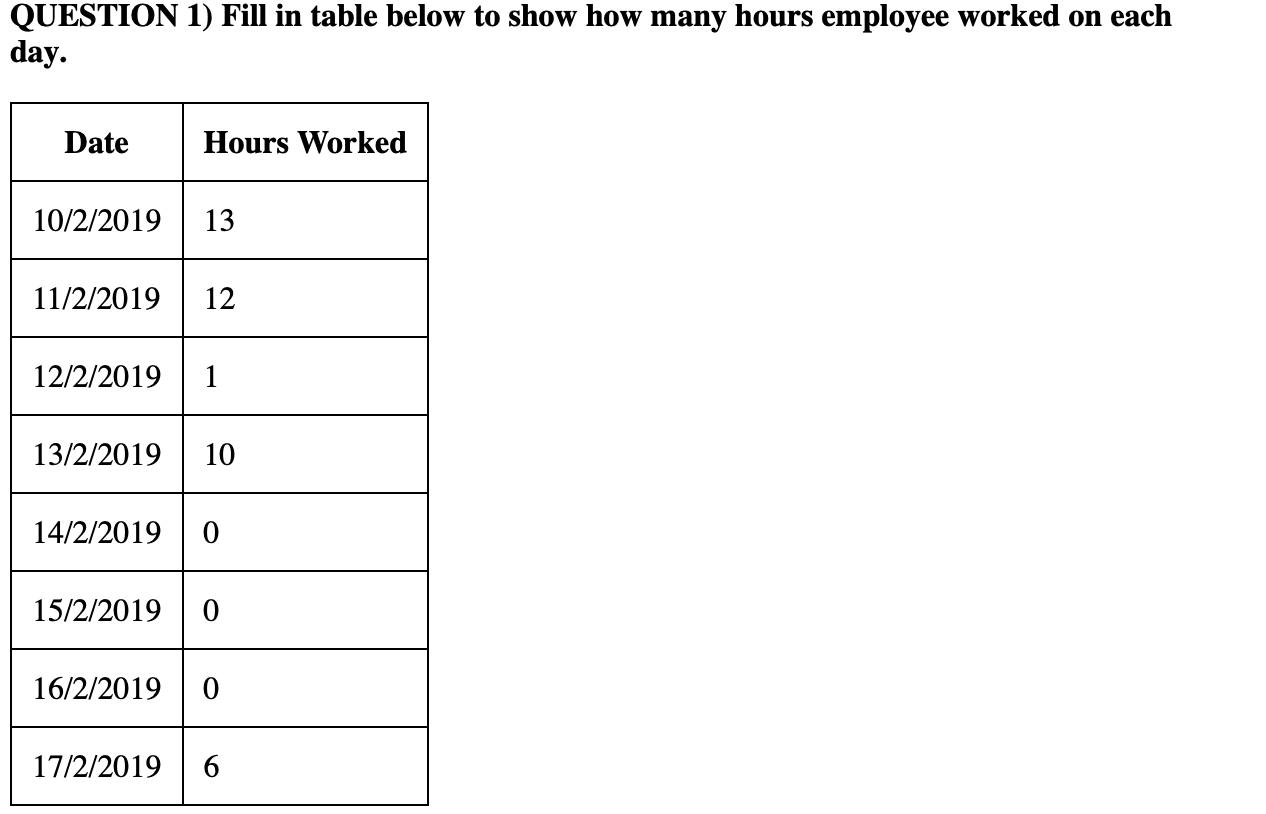 QUESTION 1) Fill in table below to show how many hours employee worked on each
day.
Date Hours Worked
10/2/2019 13
11/2/2019 12
12/2/2019 1
13/2/2019 10
14/2/2019 0
15/2/2019 0
16/2/2019 0
17/2/2019 6